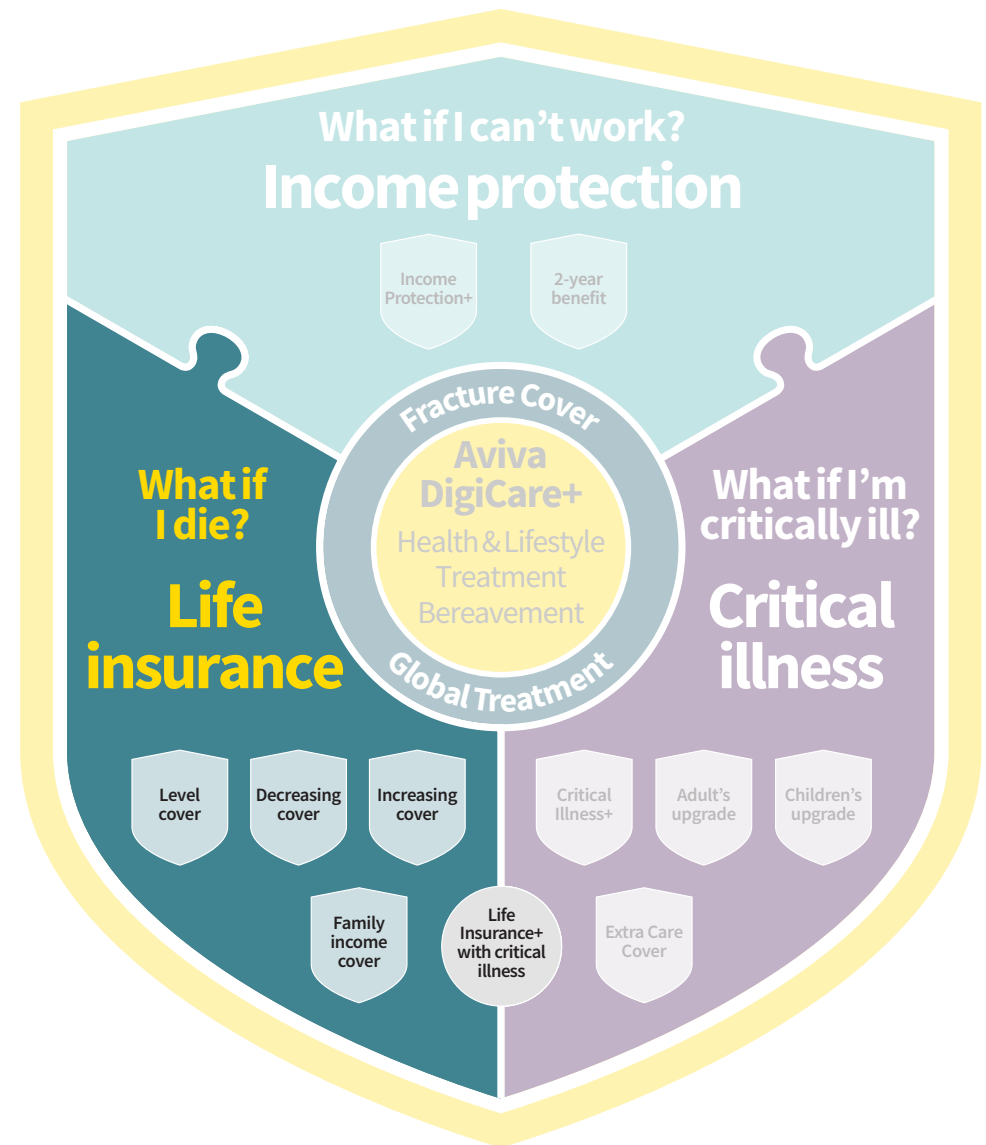 What if I can’t work?
Income protection
Income
Protection+
2-year
benefit
Fracture Cover
Aviva
DigiCare+
Health & Lifestyle
Treatment
Bereavement
Global Treatment
What if
I die?
Life
insurance
What if I’m
critically ill?
Critical
illness
Level
cover
Decreasing
cover
Increasing
cover
Critical
Illness+
Adult’s
upgrade
Children’s
upgrade
Family
income
cover
Life
Insurance+
with critical
illness
Extra Care
Cover